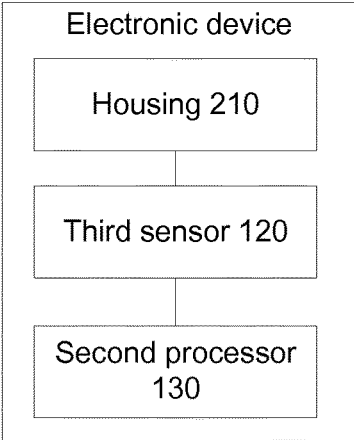 Electronic device
Housing 210
Third sensor 120
Second processor
130